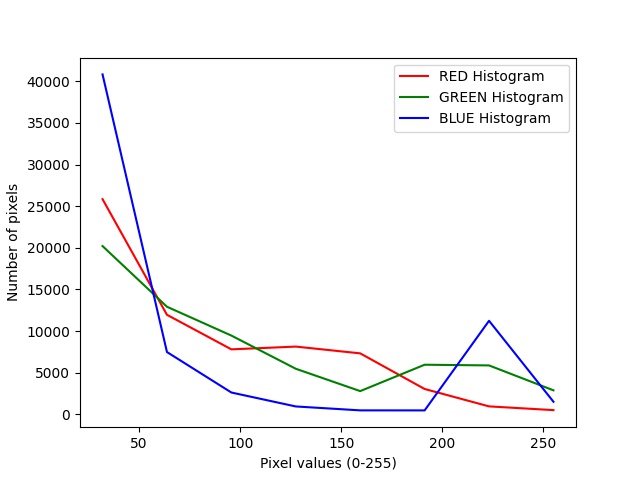 RED Histogram
GREEN Histogram
BLUE Histogram
Number of pixels
40000
35000
30000
25000
20000
15000
10000
5000
0
50 100 150 200 250
Pixel values (0-255)